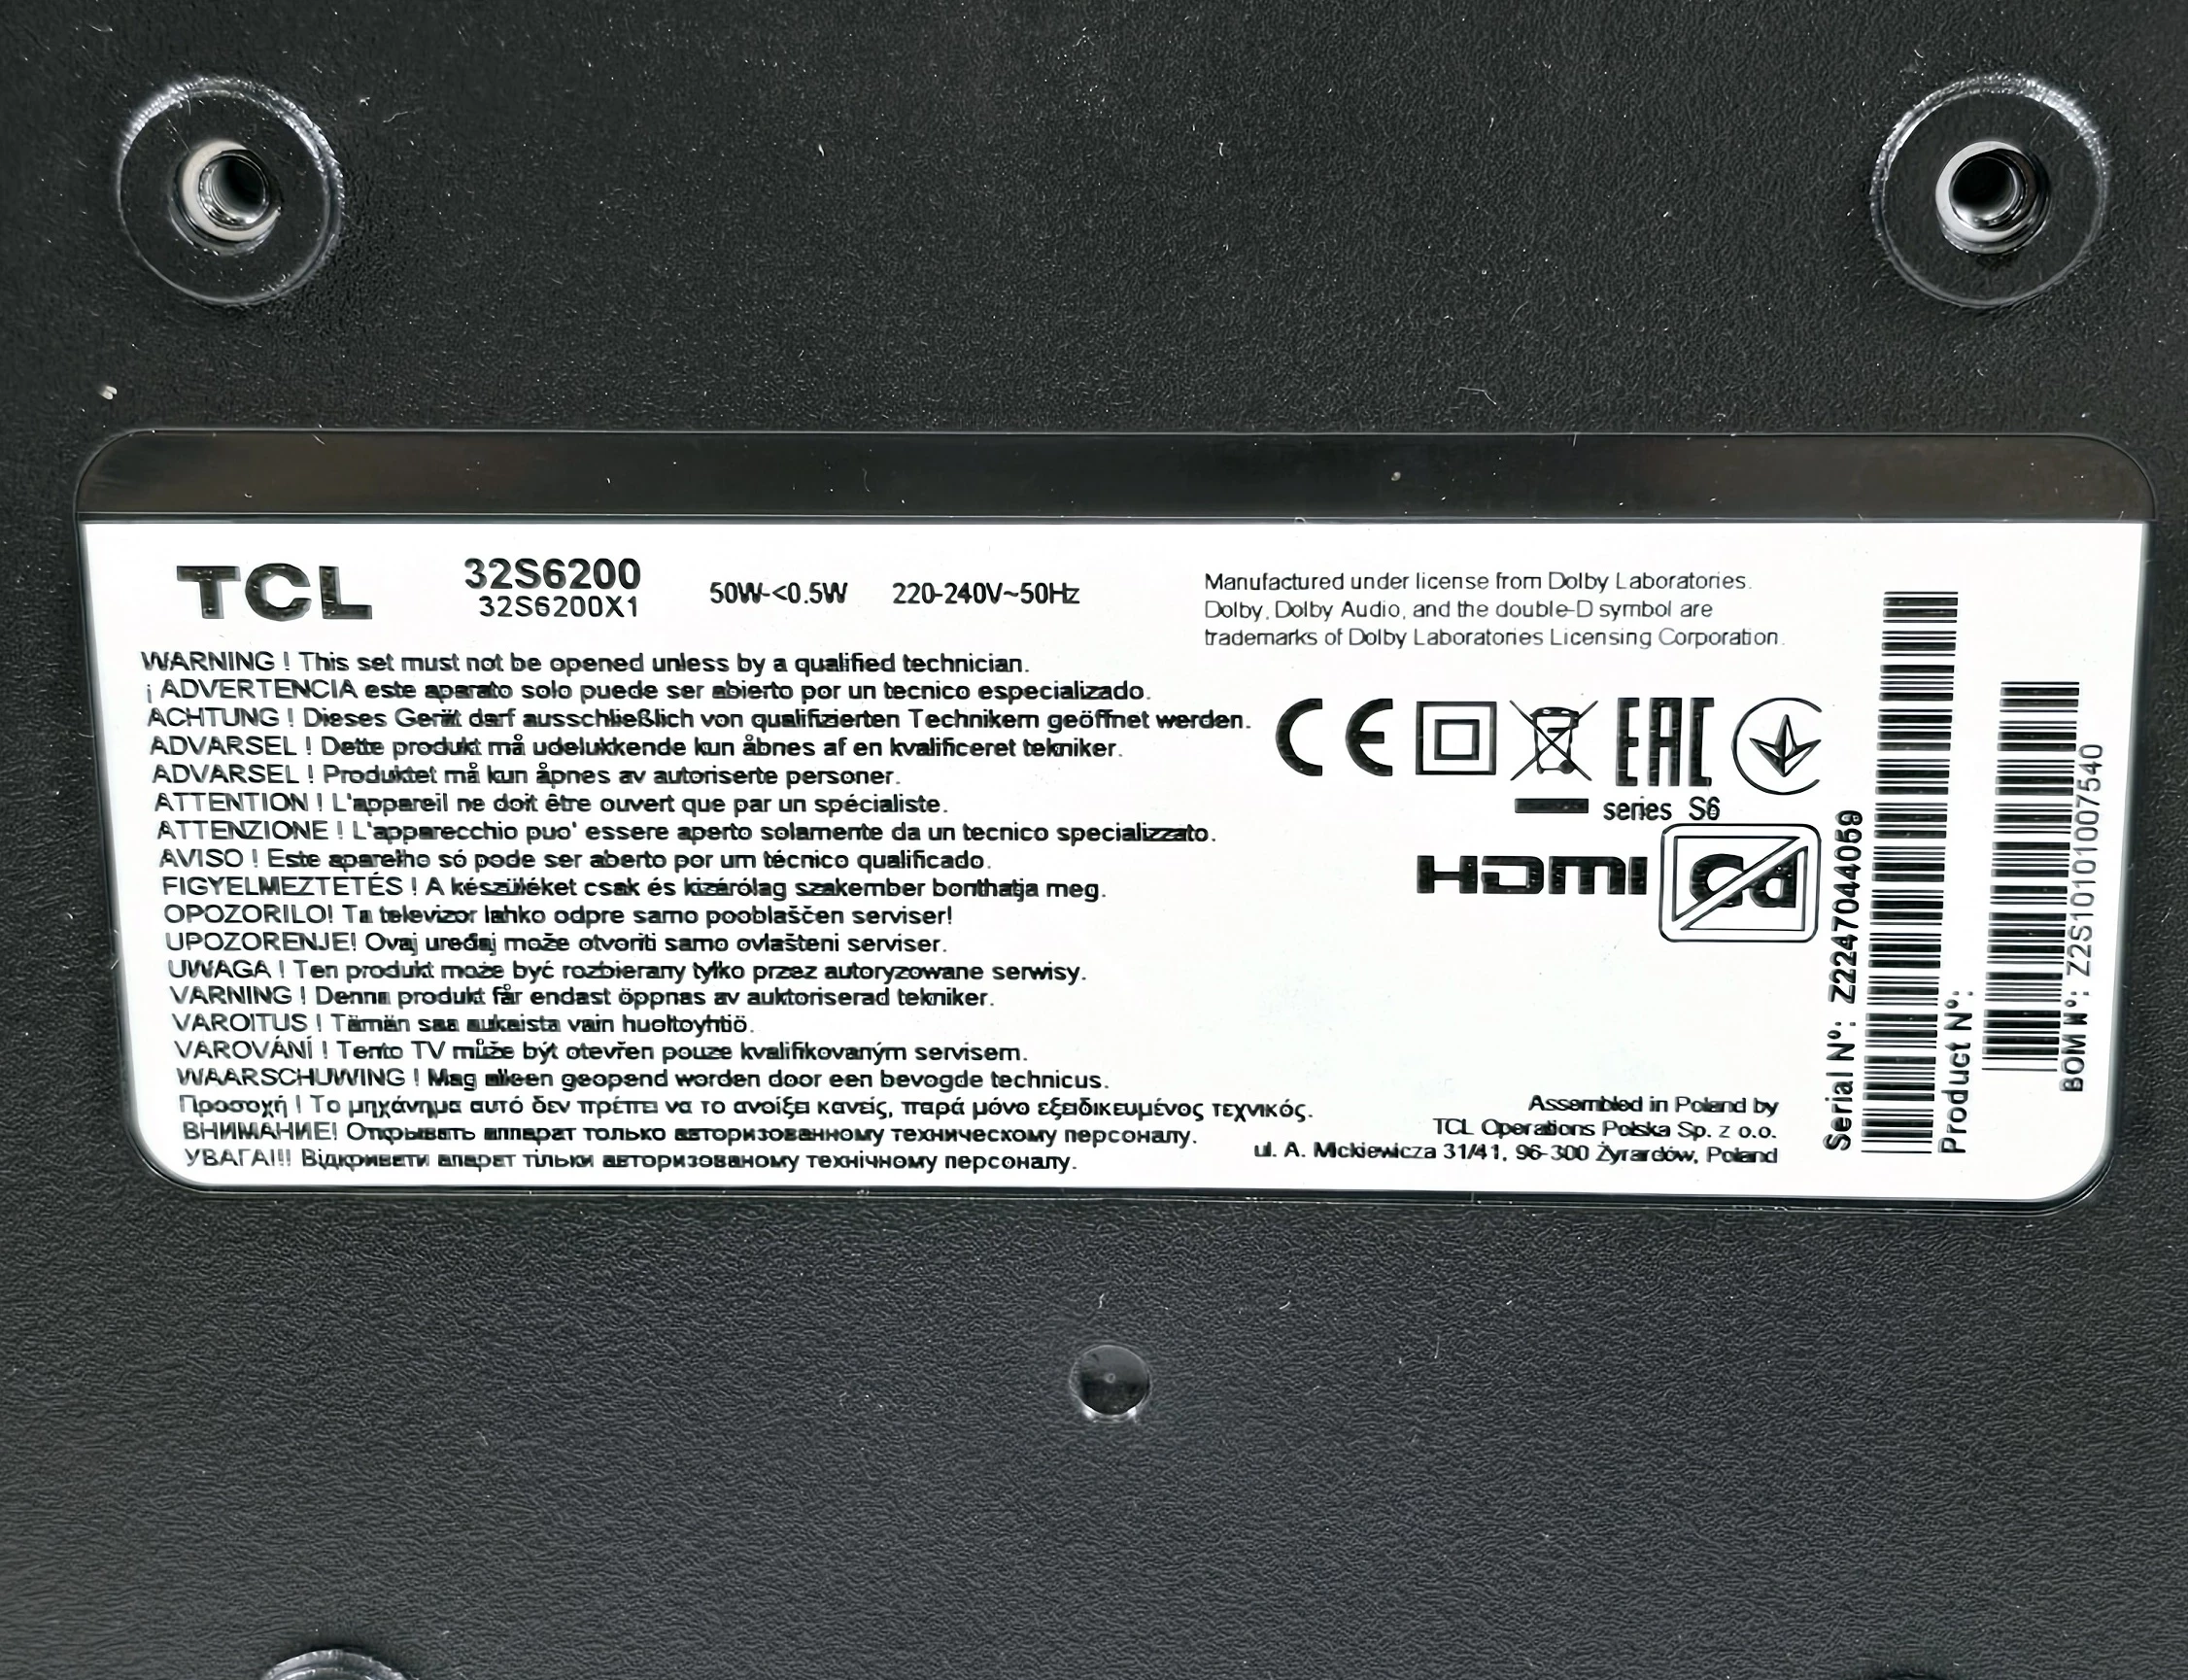 TCL
32S6200
32S6200X1
50W-<0.5W 220-240V~50Hz
Manufactured under license from Dolby Laboratories.
Dolby, Dolby Audio, and the double-D symbol are
trademarks of Dolby Laboratories Licensing Corporation.
WARNING ! This set must not be opened unless by a qualified technician.
¡ ADVERTENCIA este aparato solo puede ser abierto por un tecnico especializado.
ACHTUNG ! Dieses Gerät darf ausschließlich von qualifizierten Technikern geöffnet werden.
ADVARSEL ! Dette produkt må udelukkende kun åbnes af en kvalificeret tekniker.
ADVARSEL ! Produktet må kun åpnes av autoriserte personer.
ATTENTION ! L'appareil ne doit être ouvert que par un spécialiste.
ATTENZIONE ! L'apparecchio puo' essere aperto solamente da un tecnico specializzato.
AVISO ! Este aparelho só pode ser aberto por um técnico qualificado.
FIGYELMEZTETÉS ! A készüléket csak és kizárólag szakember bonthatja meg.
OPOZORILO! Ta televizor lahko odpre samo pooblaščen serviser!
UPOZORENJE! Ovaj uređaj može otvoriti samo ovlašteni serviser.
UWAGA ! Ten produkt może być rozbierany tylko przez autoryzowane serwisy.
VARNING ! Denna produkt får endast öppnas av auktoriserad tekniker.
VAROITUS ! Tämän saa aukaista vain huoltoyhtiö.
VAROVÁNÍ ! Tento TV může být otevřen pouze kvalifikovaným servisem.
WAARSCHUWING ! Mag alleen geopend worden door een bevogde technicus.
Προσοχή ! Το μηχάνημα αυτό δεν πρέπει να το ανοίξει κανείς, παρά μόνο εξειδικευμένος τεχνικός.
ВНИМАНИЕ! Открывать аппарат только авторизованному техническому персоналу.
УВАГА!!! Відкривати апарат тільки авторизованому технічному персоналу.
CE EAC
series S6
HDMI Cd
Assembled in Poland by
TCL Operations Polska Sp. z o.o.
ul. A. Mickiewicza 31/41, 96-300 Żyrardów, Poland
Serial N°: Z2247044059
Product N°:
BOM N°: Z2S10101007540